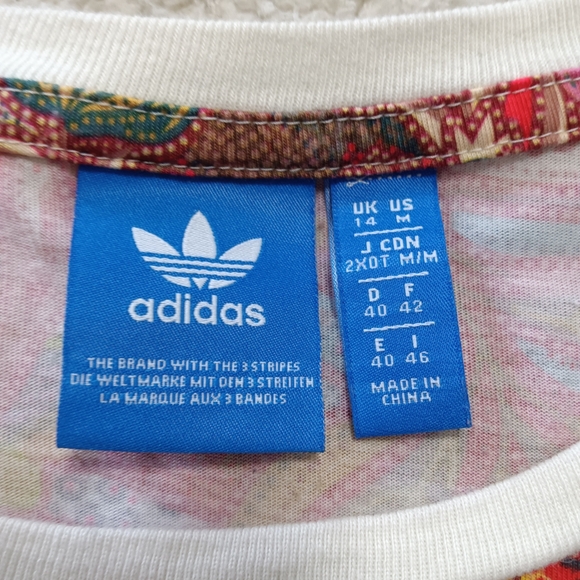 adidas
THE BRAND WITH THE 3 STRIPES
DIE WELTMARKE MIT DEN 3 STREIFEN
LA MARQUE AUX 3 BANDES
UK US
14 M
J CDN
2XOT M/M
D F
40 42
E I
40 46
MADE IN
CHINA